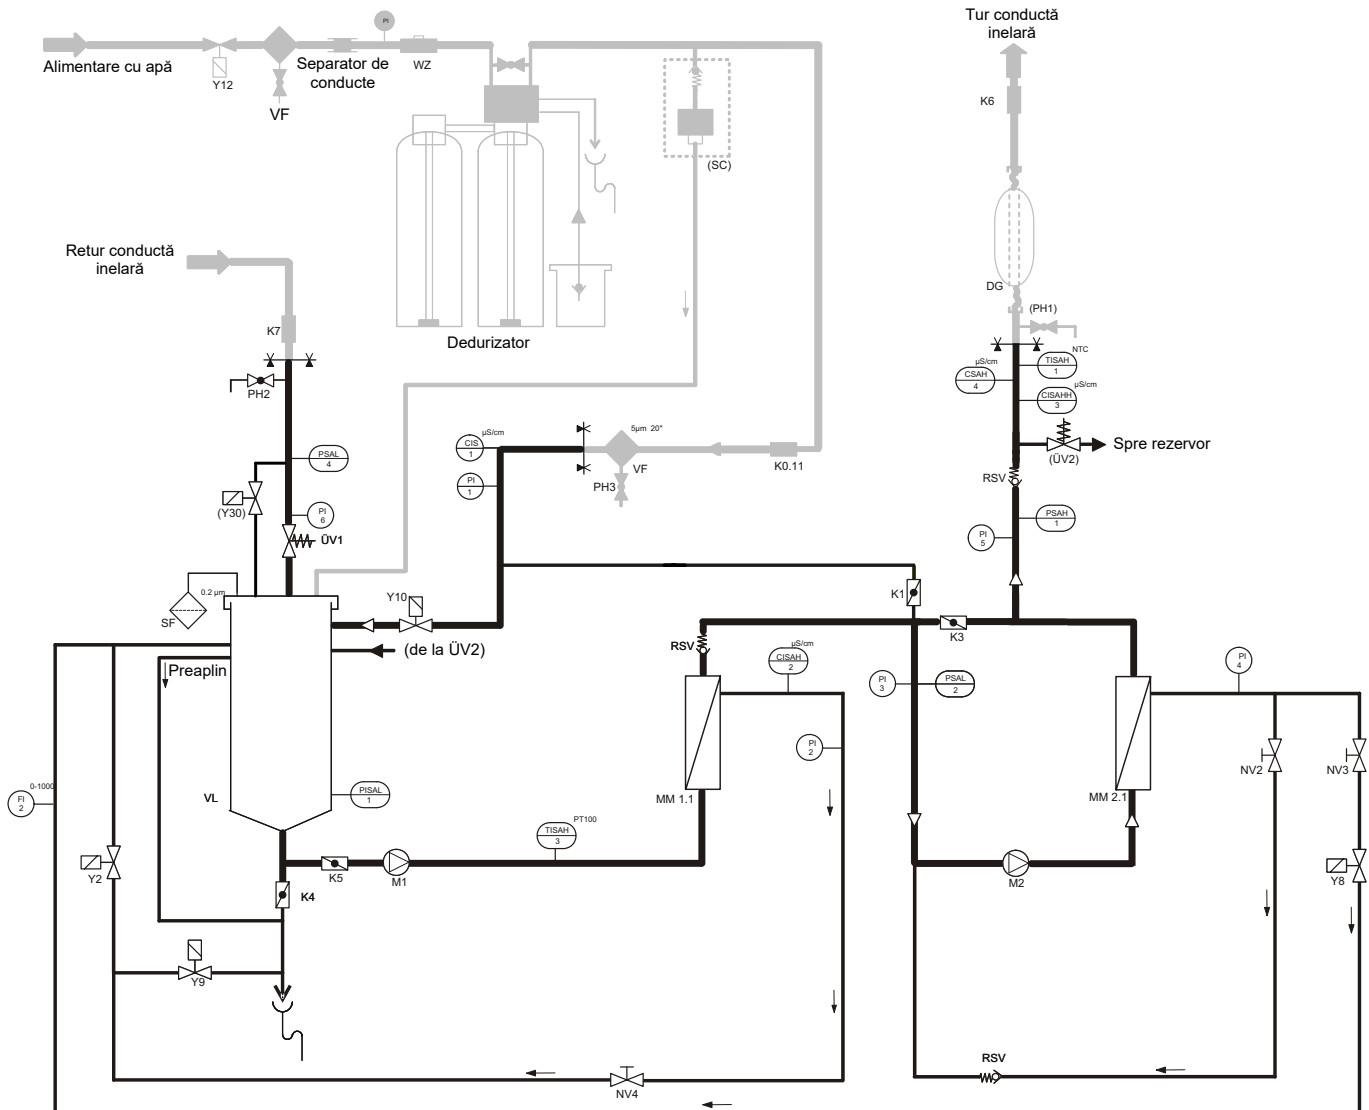 Tur conductă
inelară
PI
Alimentare cu apă
Separator de
conducte
WZ
Y12
VF
K6
(SC)
Retur conductă
inelară
K7
Dedurizator
DG
(PH1)
NTC
TISAH
1
µS/cm
CSAH
4
µS/cm
CISAHH
3
PH2
PSAL
4
(Y30)
PI
6
ÜV1
µS/cm
CIS
1
PI
1
5µm 20"
VF
PH3
K0.11
Spre rezervor
(ÜV2)
RSV
PSAH
1
PI
5
0.2 µm
SF
Y10
(de la ÜV2)
Preaplin
K1
K3
RSV
µS/cm
CISAH
2
PI
3
PSAL
2
PI
4
PI
2
NV2
NV3
0-1000
FI
2
VL
PISAL
1
MM 1.1
MM 2.1
PT100
TISAH
3
K5
M1
M2
Y2
Y8
K4
Y9
RSV
NV4